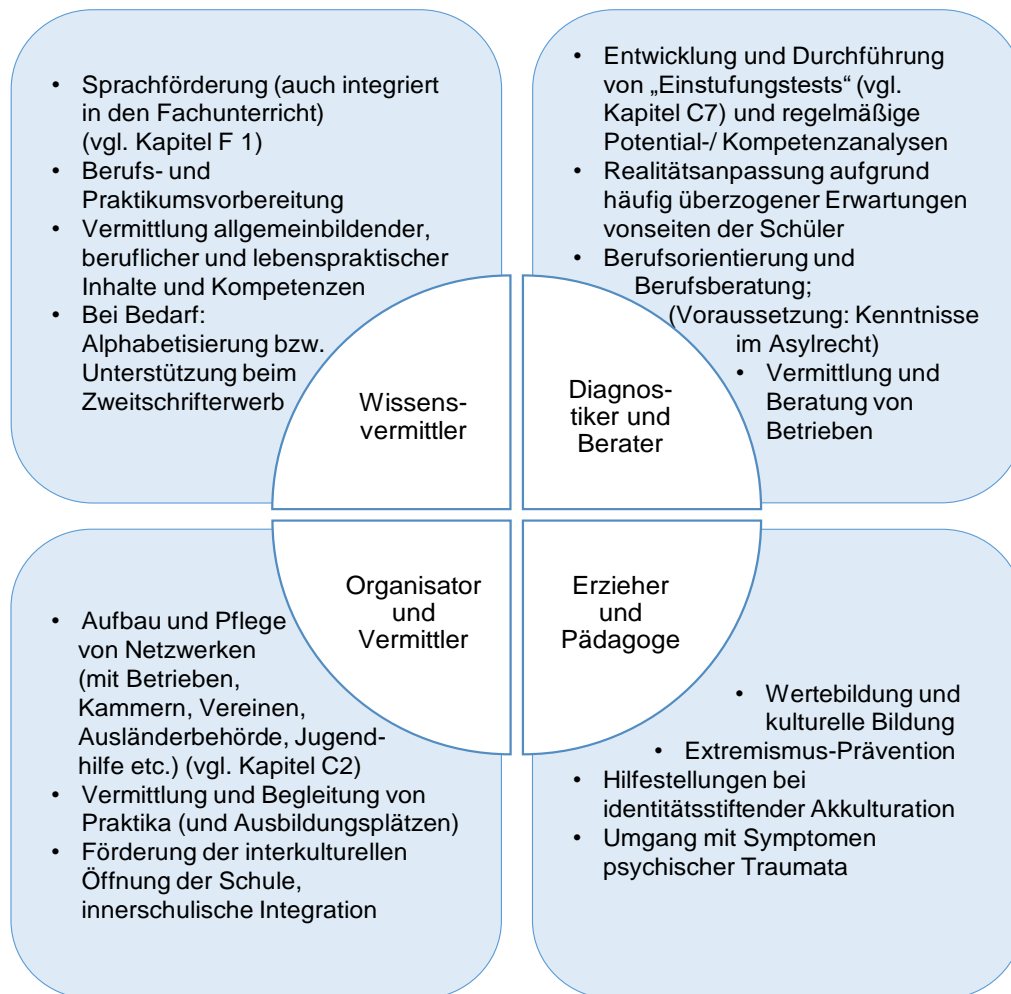 • Sprachförderung (auch integriert
in den Fachunterricht)
(vgl. Kapitel F 1)
• Berufs- und
Praktikumsvorbereitung
• Vermittlung allgemeinbildender,
beruflicher und lebenspraktischer
Inhalte und Kompetenzen
• Bei Bedarf:
Alphabetisierung bzw.
Unterstützung beim
Zweitschrifterwerb
Wissens-
vermittler
• Entwicklung und Durchführung
von „Einstufungstests“ (vgl.
Kapitel C7) und regelmäßige
Potential-/ Kompetenzanalysen
• Realitätsanpassung aufgrund
häufig überzogener Erwartungen
vonseiten der Schüler
• Berufsorientierung und
Berufsberatung;
(Voraussetzung: Kenntnisse
im Asylrecht)
• Vermittlung und
Beratung von
Betrieben
Diagnos-
tiker und
Berater
Organisator
und
Vermittler
• Aufbau und Pflege
von Netzwerken
(mit Betrieben,
Kammern, Vereinen,
Ausländerbehörde, Jugend-
hilfe etc.) (vgl. Kapitel C2)
• Vermittlung und Begleitung von
Praktika (und Ausbildungsplätzen)
• Förderung der interkulturellen
Öffnung der Schule,
innerschulische Integration
Erzieher
und
Pädagoge
• Wertebildung und
kulturelle Bildung
• Extremismus-Prävention
• Hilfestellungen bei
identitätsstiftender Akkulturation
• Umgang mit Symptomen
psychischer Traumata